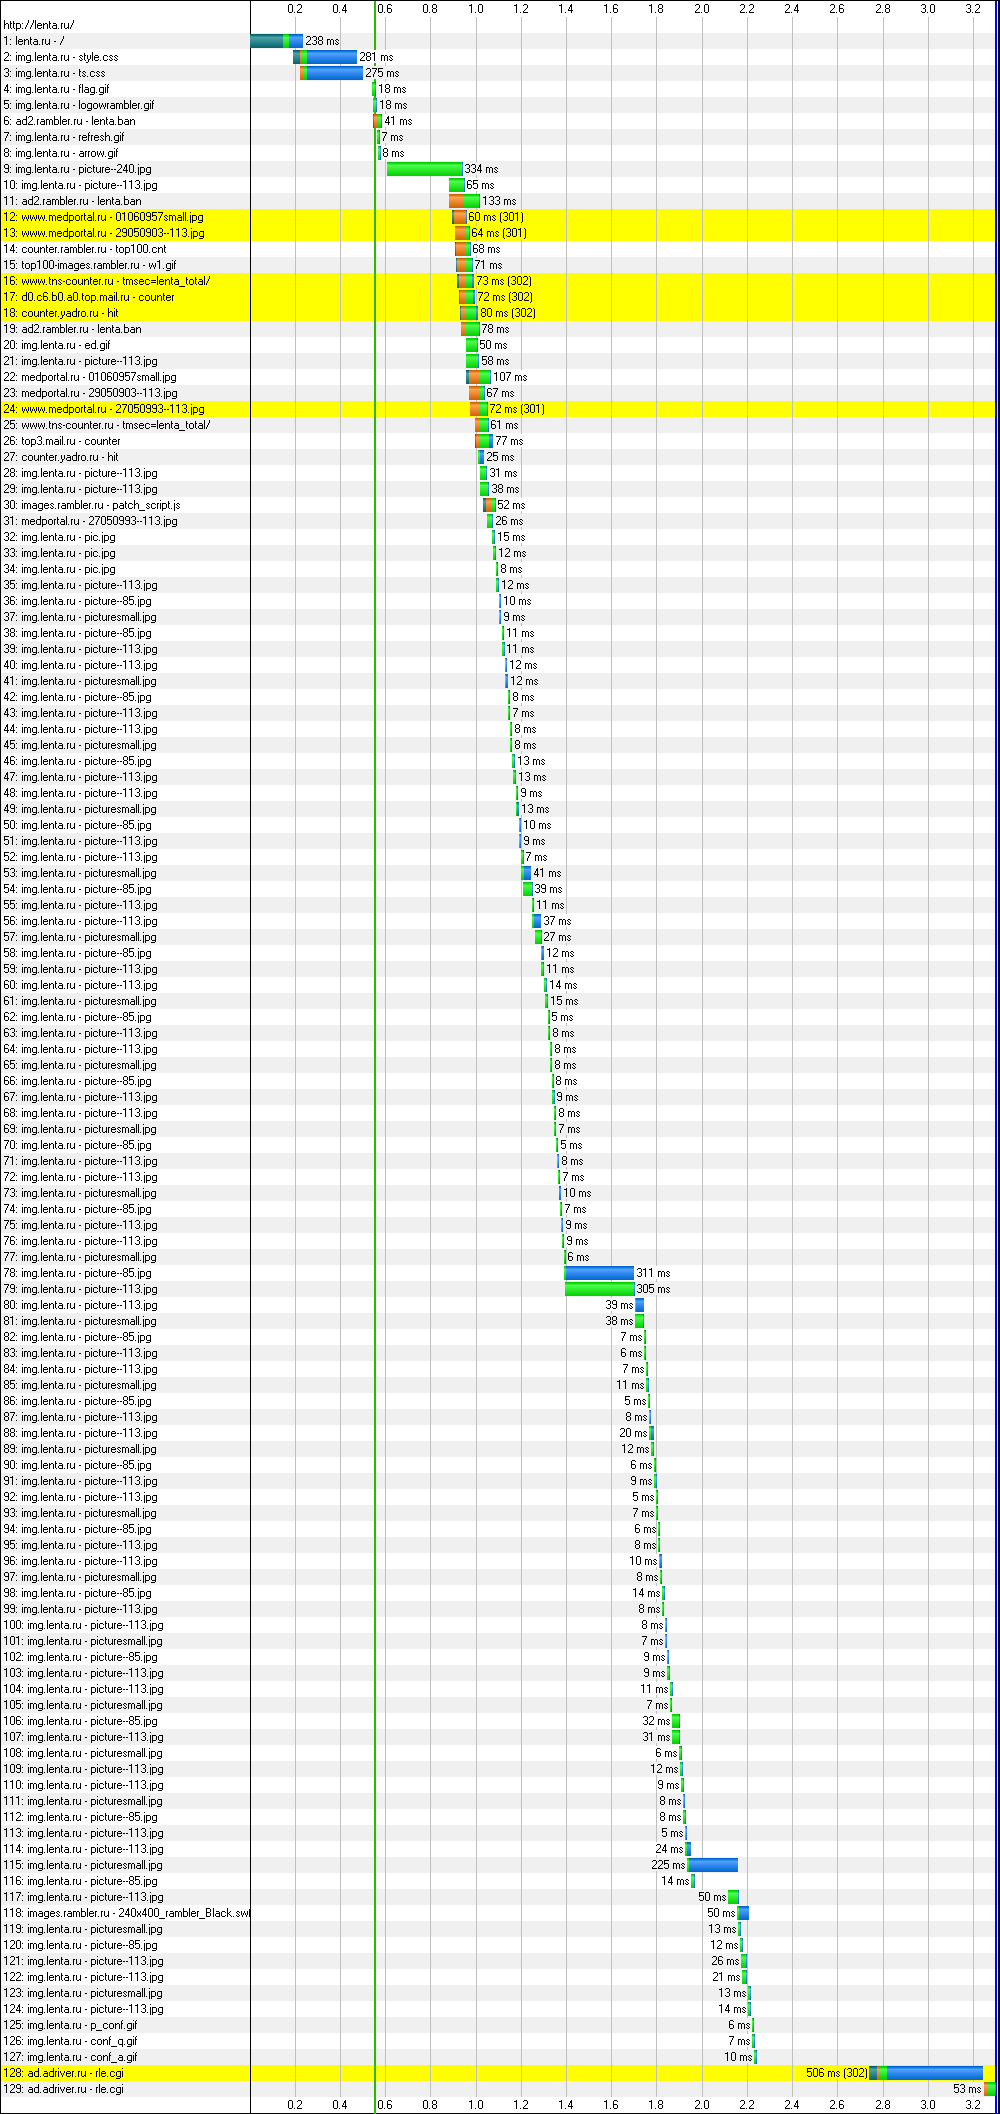 0.2 0.4 0.6 0.8 1.0 1.2 1.4 1.6 1.8 2.0 2.2 2.4 2.6 2.8 3.0 3.2
http://lenta.ru/
1: lenta.ru - / 238 ms
2: img.lenta.ru - style.css 281 ms
3: img.lenta.ru - ts.css 275 ms
4: img.lenta.ru - flag.gif 18 ms
5: img.lenta.ru - logowrambler.gif 18 ms
6: ad2.rambler.ru - lenta.ban 41 ms
7: img.lenta.ru - refresh.gif 7 ms
8: img.lenta.ru - arrow.gif 8 ms
9: img.lenta.ru - picture--240.jpg 334 ms
10: img.lenta.ru - picture--113.jpg 65 ms
11: ad2.rambler.ru - lenta.ban 133 ms
12: www.medportal.ru - 01060957small.jpg 60 ms (301)
13: www.medportal.ru - 29050903--113.jpg 64 ms (301)
14: counter.rambler.ru - top100.cnt 68 ms
15: top100-images.rambler.ru - w1.gif 71 ms
16: www.tns-counter.ru - tmsec=lenta_total/ 73 ms (302)
17: d0.c6.b0.a0.top.mail.ru - counter 72 ms (302)
18: counter.yadro.ru - hit 80 ms (302)
19: ad2.rambler.ru - lenta.ban 78 ms
20: img.lenta.ru - ed.gif 50 ms
21: img.lenta.ru - picture--113.jpg 58 ms
22: medportal.ru - 01060957small.jpg 107 ms
23: medportal.ru - 29050903--113.jpg 67 ms
24: www.medportal.ru - 27050993--113.jpg 72 ms (301)
25: www.tns-counter.ru - tmsec=lenta_total/ 61 ms
26: top3.mail.ru - counter 77 ms
27: counter.yadro.ru - hit 25 ms
28: img.lenta.ru - picture--113.jpg 31 ms
29: img.lenta.ru - picture--113.jpg 38 ms
30: images.rambler.ru - patch_script.js 52 ms
31: medportal.ru - 27050993--113.jpg 26 ms
32: img.lenta.ru - pic.jpg 15 ms
33: img.lenta.ru - pic.jpg 12 ms
34: img.lenta.ru - pic.jpg 8 ms
35: img.lenta.ru - picture--113.jpg 12 ms
36: img.lenta.ru - picture--85.jpg 10 ms
37: img.lenta.ru - picturesmall.jpg 9 ms
38: img.lenta.ru - picture--85.jpg 11 ms
39: img.lenta.ru - picture--113.jpg 11 ms
40: img.lenta.ru - picture--113.jpg 12 ms
41: img.lenta.ru - picturesmall.jpg 12 ms
42: img.lenta.ru - picture--85.jpg 8 ms
43: img.lenta.ru - picture--113.jpg 7 ms
44: img.lenta.ru - picture--113.jpg 8 ms
45: img.lenta.ru - picturesmall.jpg 8 ms
46: img.lenta.ru - picture--85.jpg 13 ms
47: img.lenta.ru - picture--113.jpg 13 ms
48: img.lenta.ru - picture--113.jpg 9 ms
49: img.lenta.ru - picturesmall.jpg 13 ms
50: img.lenta.ru - picture--85.jpg 10 ms
51: img.lenta.ru - picture--113.jpg 9 ms
52: img.lenta.ru - picture--113.jpg 7 ms
53: img.lenta.ru - picturesmall.jpg 41 ms
54: img.lenta.ru - picture--85.jpg 39 ms
55: img.lenta.ru - picture--113.jpg 11 ms
56: img.lenta.ru - picture--113.jpg 37 ms
57: img.lenta.ru - picturesmall.jpg 27 ms
58: img.lenta.ru - picture--85.jpg 12 ms
59: img.lenta.ru - picture--113.jpg 11 ms
60: img.lenta.ru - picture--113.jpg 14 ms
61: img.lenta.ru - picturesmall.jpg 15 ms
62: img.lenta.ru - picture--85.jpg 5 ms
63: img.lenta.ru - picture--113.jpg 8 ms
64: img.lenta.ru - picture--113.jpg 8 ms
65: img.lenta.ru - picturesmall.jpg 8 ms
66: img.lenta.ru - picture--85.jpg 8 ms
67: img.lenta.ru - picture--113.jpg 9 ms
68: img.lenta.ru - picture--113.jpg 8 ms
69: img.lenta.ru - picturesmall.jpg 7 ms
70: img.lenta.ru - picture--85.jpg 5 ms
71: img.lenta.ru - picture--113.jpg 8 ms
72: img.lenta.ru - picture--113.jpg 7 ms
73: img.lenta.ru - picturesmall.jpg 10 ms
74: img.lenta.ru - picture--85.jpg 7 ms
75: img.lenta.ru - picture--113.jpg 9 ms
76: img.lenta.ru - picture--113.jpg 9 ms
77: img.lenta.ru - picturesmall.jpg 6 ms
78: img.lenta.ru - picture--85.jpg 311 ms
79: img.lenta.ru - picture--113.jpg 305 ms
80: img.lenta.ru - picture--113.jpg 39 ms
81: img.lenta.ru - picturesmall.jpg 38 ms
82: img.lenta.ru - picture--85.jpg 7 ms
83: img.lenta.ru - picture--113.jpg 6 ms
84: img.lenta.ru - picture--113.jpg 7 ms
85: img.lenta.ru - picturesmall.jpg 11 ms
86: img.lenta.ru - picture--85.jpg 5 ms
87: img.lenta.ru - picture--113.jpg 8 ms
88: img.lenta.ru - picture--113.jpg 20 ms
89: img.lenta.ru - picturesmall.jpg 12 ms
90: img.lenta.ru - picture--85.jpg 6 ms
91: img.lenta.ru - picture--113.jpg 9 ms
92: img.lenta.ru - picture--113.jpg 5 ms
93: img.lenta.ru - picturesmall.jpg 7 ms
94: img.lenta.ru - picture--85.jpg 6 ms
95: img.lenta.ru - picture--113.jpg 8 ms
96: img.lenta.ru - picture--113.jpg 10 ms
97: img.lenta.ru - picturesmall.jpg 8 ms
98: img.lenta.ru - picture--85.jpg 14 ms
99: img.lenta.ru - picture--113.jpg 8 ms
100: img.lenta.ru - picture--113.jpg 8 ms
101: img.lenta.ru - picturesmall.jpg 7 ms
102: img.lenta.ru - picture--85.jpg 9 ms
103: img.lenta.ru - picture--113.jpg 9 ms
104: img.lenta.ru - picture--113.jpg 11 ms
105: img.lenta.ru - picturesmall.jpg 7 ms
106: img.lenta.ru - picture--85.jpg 32 ms
107: img.lenta.ru - picture--113.jpg 31 ms
108: img.lenta.ru - picturesmall.jpg 6 ms
109: img.lenta.ru - picture--113.jpg 12 ms
110: img.lenta.ru - picture--113.jpg 9 ms
111: img.lenta.ru - picturesmall.jpg 8 ms
112: img.lenta.ru - picture--85.jpg 8 ms
113: img.lenta.ru - picture--113.jpg 5 ms
114: img.lenta.ru - picture--113.jpg 24 ms
115: img.lenta.ru - picturesmall.jpg 225 ms
116: img.lenta.ru - picture--85.jpg 14 ms
117: img.lenta.ru - picture--113.jpg 50 ms
118: images.rambler.ru - 240x400_rambler_Black.swf 50 ms
119: img.lenta.ru - picturesmall.jpg 13 ms
120: img.lenta.ru - picture--85.jpg 12 ms
121: img.lenta.ru - picture--113.jpg 26 ms
122: img.lenta.ru - picture--113.jpg 21 ms
123: img.lenta.ru - picturesmall.jpg 13 ms
124: img.lenta.ru - picture--113.jpg 14 ms
125: img.lenta.ru - p_conf.gif 6 ms
126: img.lenta.ru - conf_q.gif 7 ms
127: img.lenta.ru - conf_a.gif 10 ms
128: ad.adriver.ru - rle.cgi 506 ms (302)
129: ad.adriver.ru - rle.cgi 53 ms
0.2 0.4 0.6 0.8 1.0 1.2 1.4 1.6 1.8 2.0 2.2 2.4 2.6 2.8 3.0 3.2